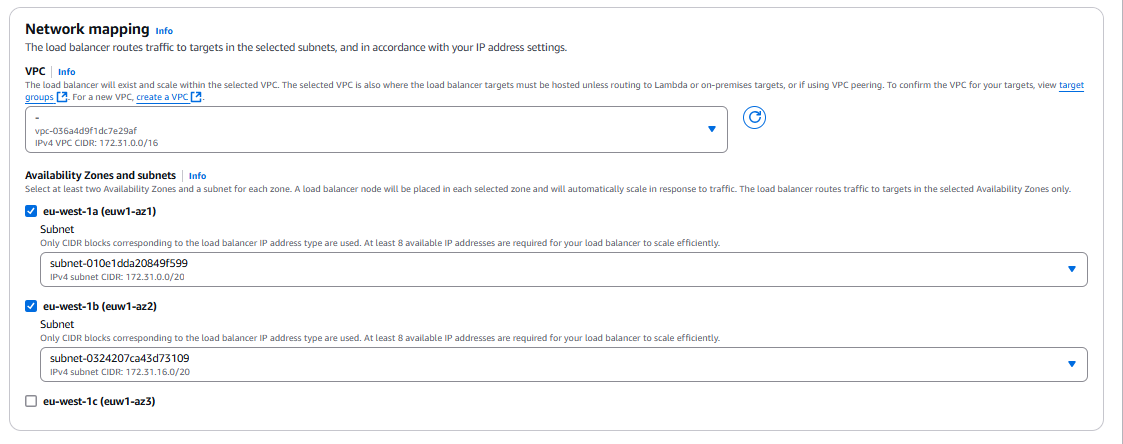 Network mapping Info
The load balancer routes traffic to targets in the selected subnets, and in accordance with your IP address settings.
VPC Info
The load balancer will exist and scale within the selected VPC. The selected VPC is also where the load balancer targets must be hosted unless routing to Lambda or on-premises targets, or if using VPC peering. To confirm the VPC for your targets, view target
groups. For a new VPC, create a VPC.
-
vpc-036a4d9f1dc7e29af
IPv4 VPC CIDR: 172.31.0.0/16
Availability Zones and subnets Info
Select at least two Availability Zones and a subnet for each zone. A load balancer node will be placed in each selected zone and will automatically scale in response to traffic. The load balancer routes traffic to targets in the selected Availability Zones only.
eu-west-1a (euw1-az1)
Subnet
Only CIDR blocks corresponding to the load balancer IP address type are used. At least 8 available IP addresses are required for your load balancer to scale efficiently.
subnet-010e1dda20849f599
IPv4 subnet CIDR: 172.31.0.0/20
eu-west-1b (euw1-az2)
Subnet
Only CIDR blocks corresponding to the load balancer IP address type are used. At least 8 available IP addresses are required for your load balancer to scale efficiently.
subnet-0324207ca43d73109
IPv4 subnet CIDR: 172.31.16.0/20
eu-west-1c (euw1-az3)